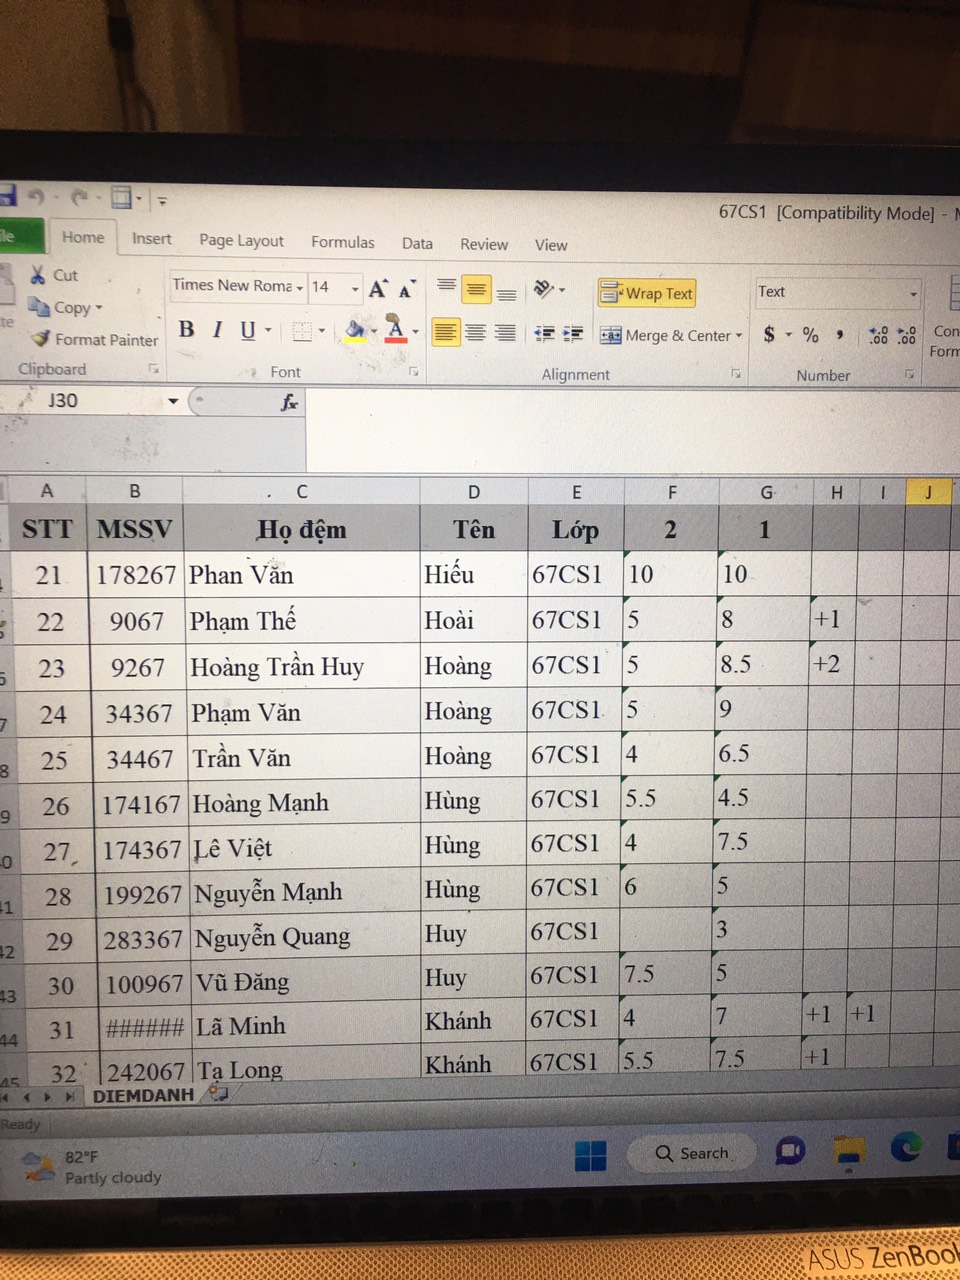 67CS1 [Compatibility Mode] -
Home Insert Page Layout Formulas Data Review View
Cut
Copy
Format Painter
Clipboard
Times New Roma 14
B I U A
Font
Wrap Text
Merge & Center
Alignment
Text
$ % , .00 .00
Number
J30 fx
A B C D E F G H I J
STT MSSV Họ đệm Tên Lớp 2 1
21 178267 Phan Văn Hiếu 67CS1 10 10
22 9067 Phạm Thế Hoài 67CS1 5 8 +1
23 9267 Hoàng Trần Huy Hoàng 67CS1 5 8.5 +2
24 34367 Phạm Văn Hoàng 67CS1 5 9
25 34467 Trần Văn Hoàng 67CS1 4 6.5
26 174167 Hoàng Mạnh Hùng 67CS1 5.5 4.5
27 174367 Lê Việt Hùng 67CS1 4 7.5
28 199267 Nguyễn Mạnh Hùng 67CS1 6 5
29 283367 Nguyễn Quang Huy 67CS1 3
30 100967 Vũ Đăng Huy 67CS1 7.5 5
31 ###### Lã Minh Khánh 67CS1 4 7 +1 +1
32 242067 Tạ Long Khánh 67CS1 5.5 7.5 +1
DIEMDANH
Ready
82°F
Partly cloudy
Search
ASUS ZenBook